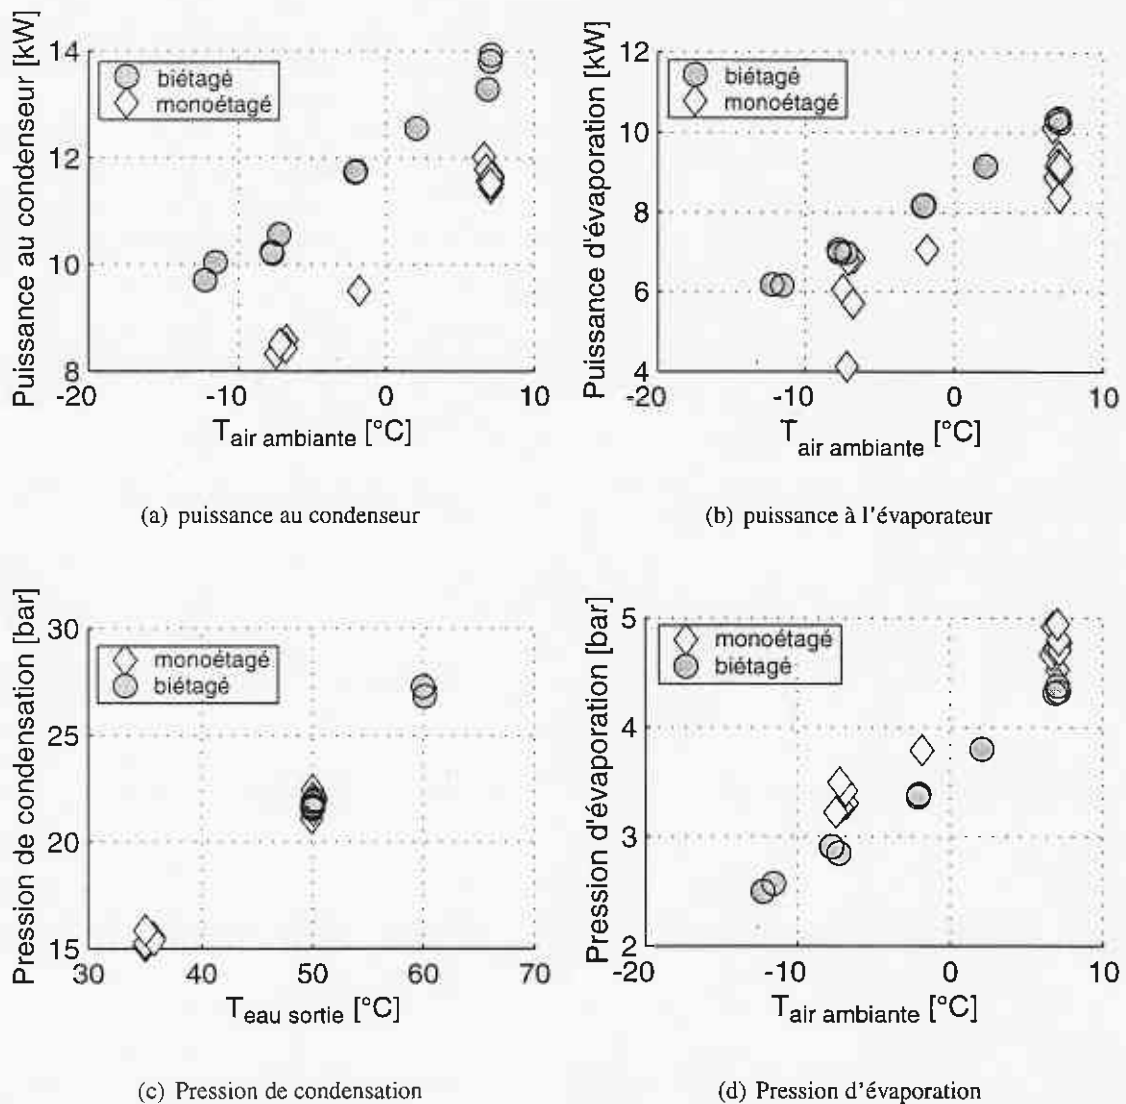 Puissance au condenseur [kW]
14
12
10
8
biétagé
monoétagé
-20
-10
0
10
T air ambiante [°C]
(a) puissance au condenseur
Puissance d'évaporation [kW]
12
10
8
6
4
biétagé
monoétagé
-20
-10
0
10
T air ambiante [°C]
(b) puissance à l'évaporateur
Pression de condensation [bar]
30
25
20
15
monoétagé
biétagé
30
40
50
60
70
T eau sortie [°C]
(c) Pression de condensation
Pression d'évaporation [bar]
5
4
3
2
monoétagé
biétagé
-20
-10
0
10
T air ambiante [°C]
(d) Pression d'évaporation